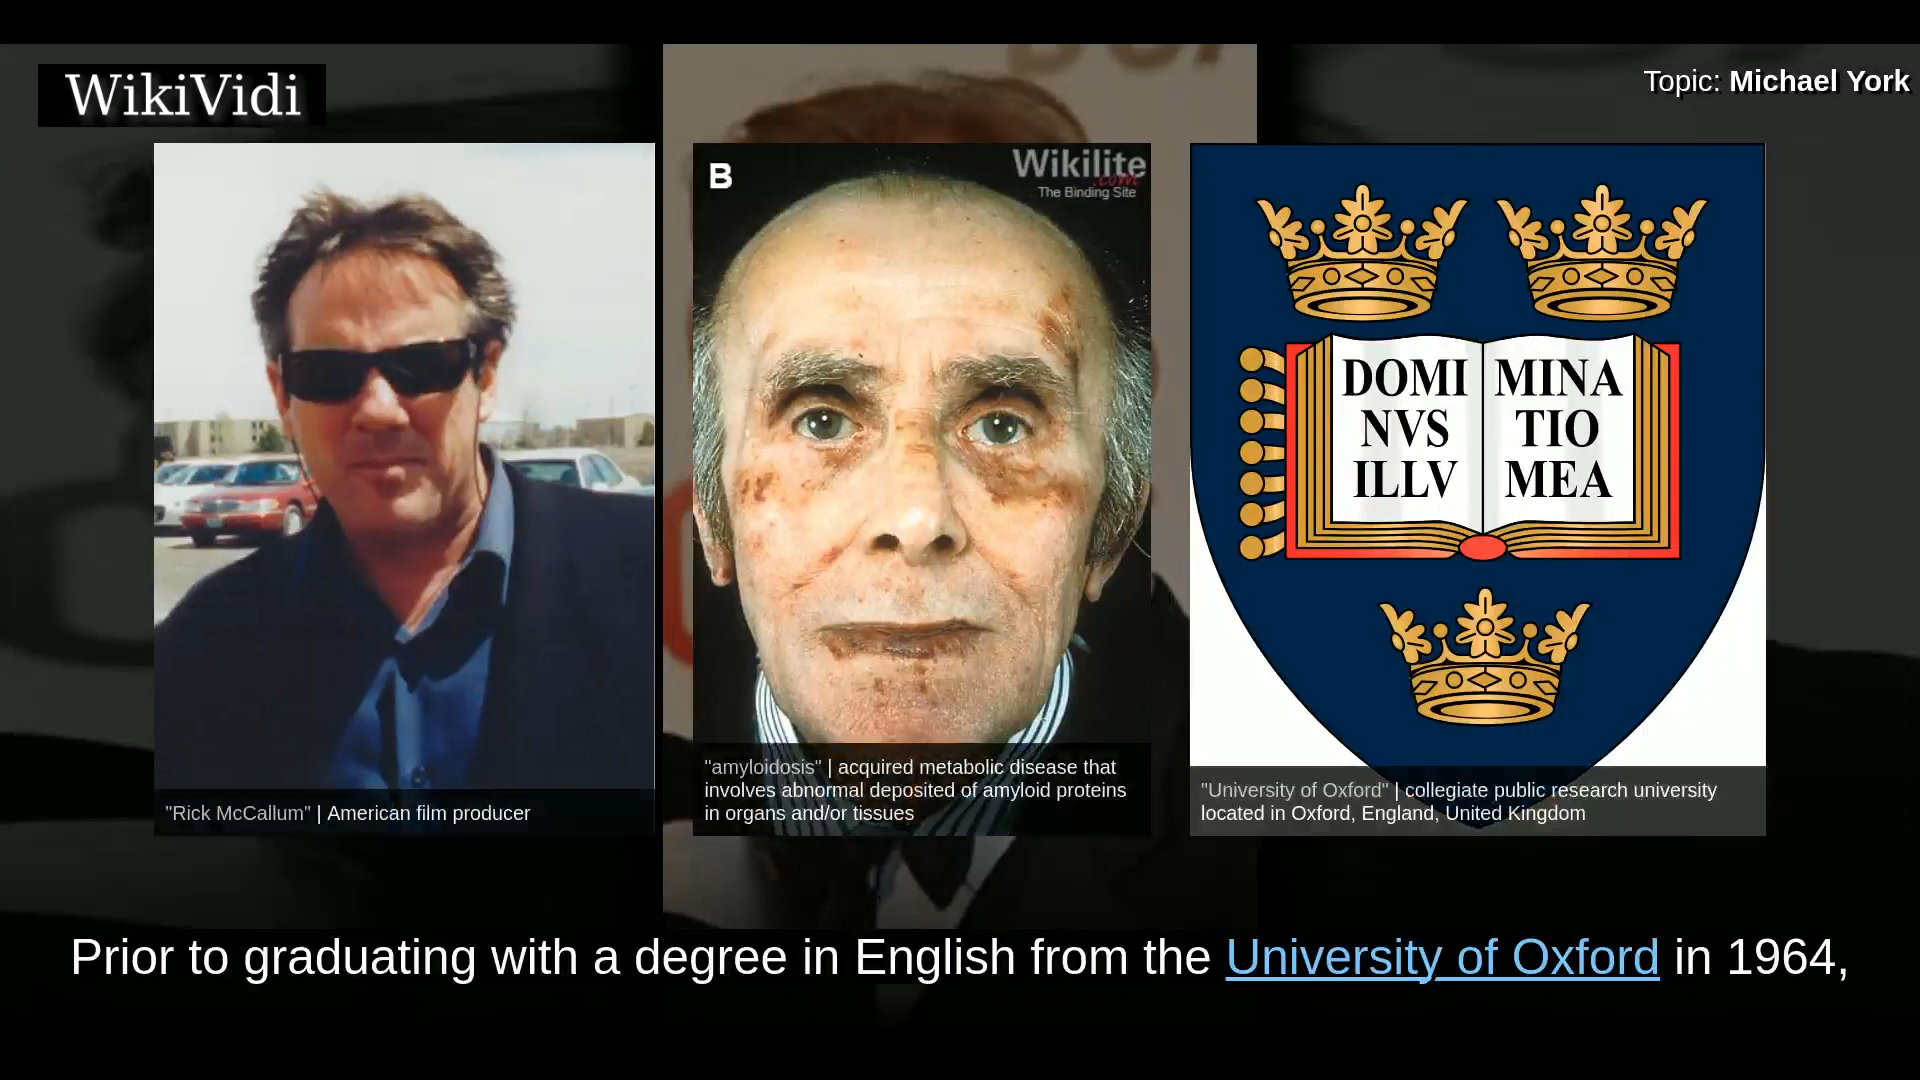 WikiVidi
Topic: Michael York
B
Wikilite
.com
The Binding Site
DOMI MINA
NVS TIO
ILLV MEA
"Rick McCallum" | American film producer
"amyloidosis" | acquired metabolic disease that
involves abnormal deposited of amyloid proteins
in organs and/or tissues
"University of Oxford" | collegiate public research university
located in Oxford, England, United Kingdom
Prior to graduating with a degree in English from the University of Oxford in 1964,